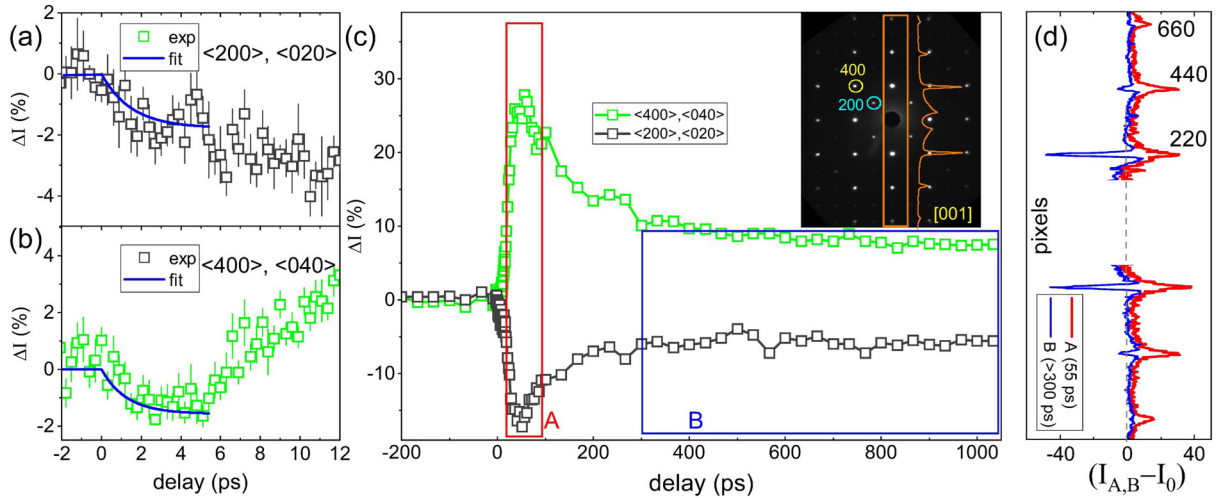 (a)
exp
fit
<200>, <020>
0
-2
-4
ΔI (%)
(b)
exp
fit
<400>, <040>
4
2
0
-2
ΔI (%)
-2 0 2 4 6 8 10 12
delay (ps)
(c)
<400>,<040>
<200>,<020>
400
200
[001]
30
20
10
0
-10
ΔI (%)
A
B
-200 0 200 400 600 800 1000
delay (ps)
(d)
660
440
220
pixels
A (55 ps)
B (>300 ps)
-40 0 40
(I_A,B–I_0)